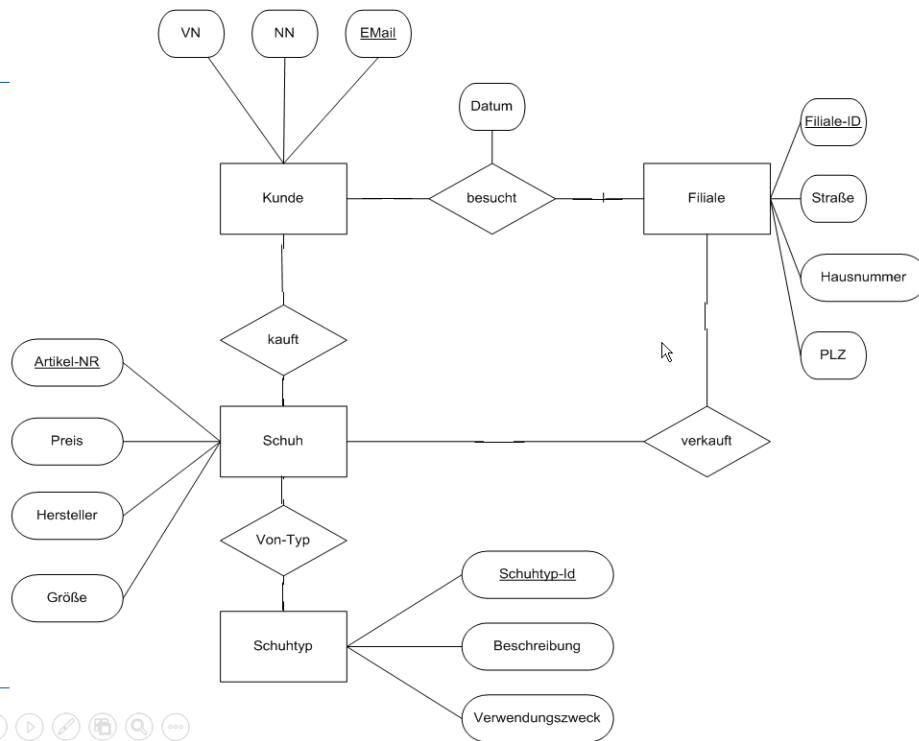 VN
NN
EMail
Datum
Filiale-ID
Kunde
besucht
Filiale
Straße
Hausnummer
kauft
PLZ
Artikel-NR
Preis
Schuh
verkauft
Hersteller
Von-Typ
Größe
Schuhtyp-Id
Schuhtyp
Beschreibung
Verwendungszweck